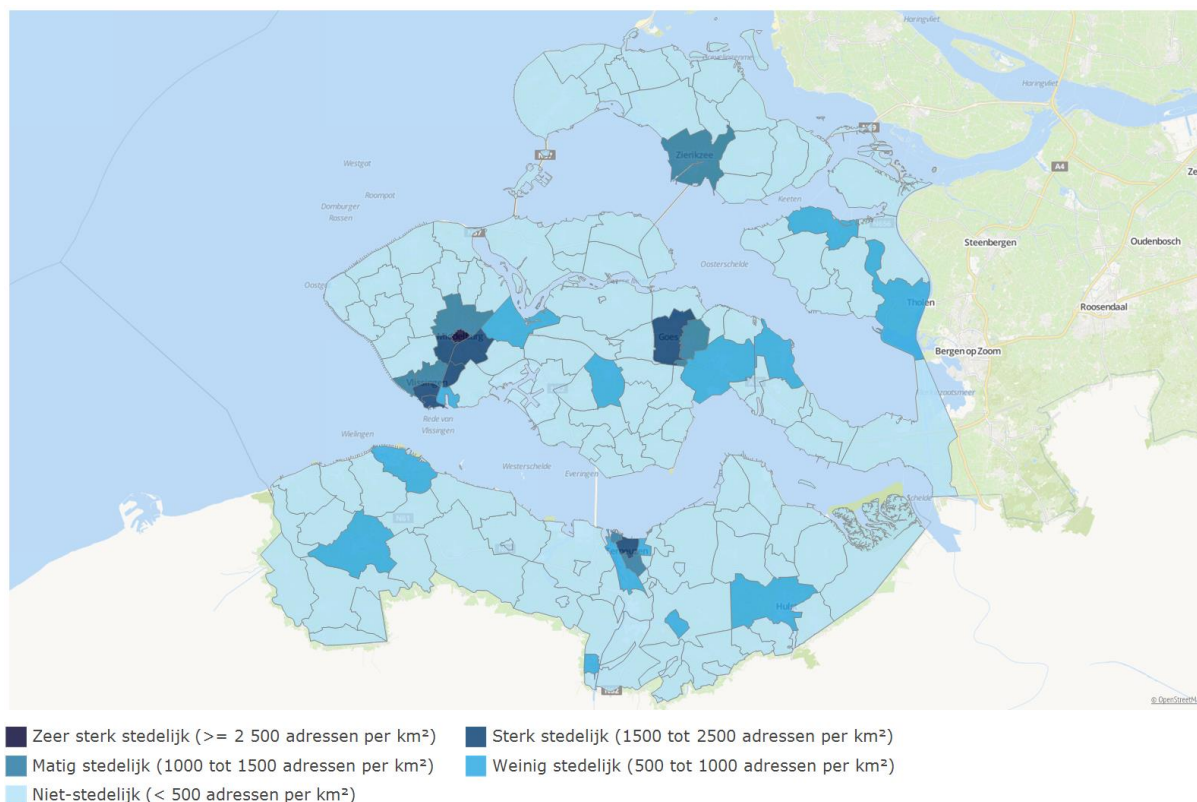 Haringvliet
Haringvliet
Zierikzee
A4
Westgat
Roompot
Domburger
Rassen
Keeten
Steenbergen
Oudenbosch
Oosterschelde
Tholen
Roosendaal
Goes
Bergen op Zoom
Vlissingen
Rede van
Vlissingen
Wielingen
Westerschelde
Everingen
Schelde
© OpenStreetM
Zeer sterk stedelijk (>= 2 500 adressen per km²)
Sterk stedelijk (1500 tot 2500 adressen per km²)
Matig stedelijk (1000 tot 1500 adressen per km²)
Weinig stedelijk (500 tot 1000 adressen per km²)
Niet-stedelijk (< 500 adressen per km²)